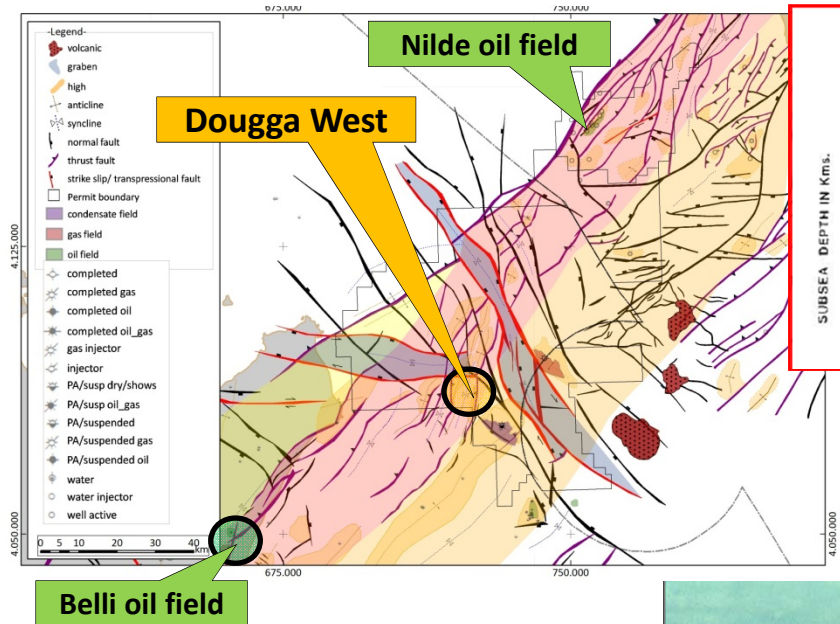 675.000
750.000
-Legend-
volcanic
graben
high
anticline
syncline
normal fault
thrust fault
strike slip/ transpressional fault
Permit boundary
condensate field
gas field
oil field
completed
completed gas
completed oil
completed oil_gas
gas injector
injector
PA/susp dry/shows
PA/susp oil_gas
PA/suspended
PA/suspended gas
PA/suspended oil
water
water injector
well active
0 5 10 20 30 40
km
Nilde oil field
Dougga West
Belli oil field
4.125.000
4.125.000
4.050.000
4.050.000
675.000
750.000
SUBSEA DEPTH IN Kms.